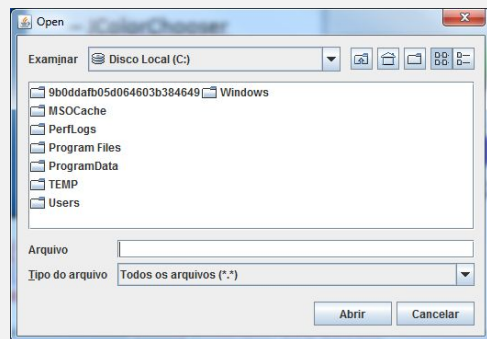 – JColorChooser
Open
Examinar Disco Local (C:)
9b0ddafb05d064603b384649 Windows
MSOCache
PerfLogs
Program Files
ProgramData
TEMP
Users
Arquivo
Tipo do arquivo Todos os arquivos (*.*)
Abrir Cancelar